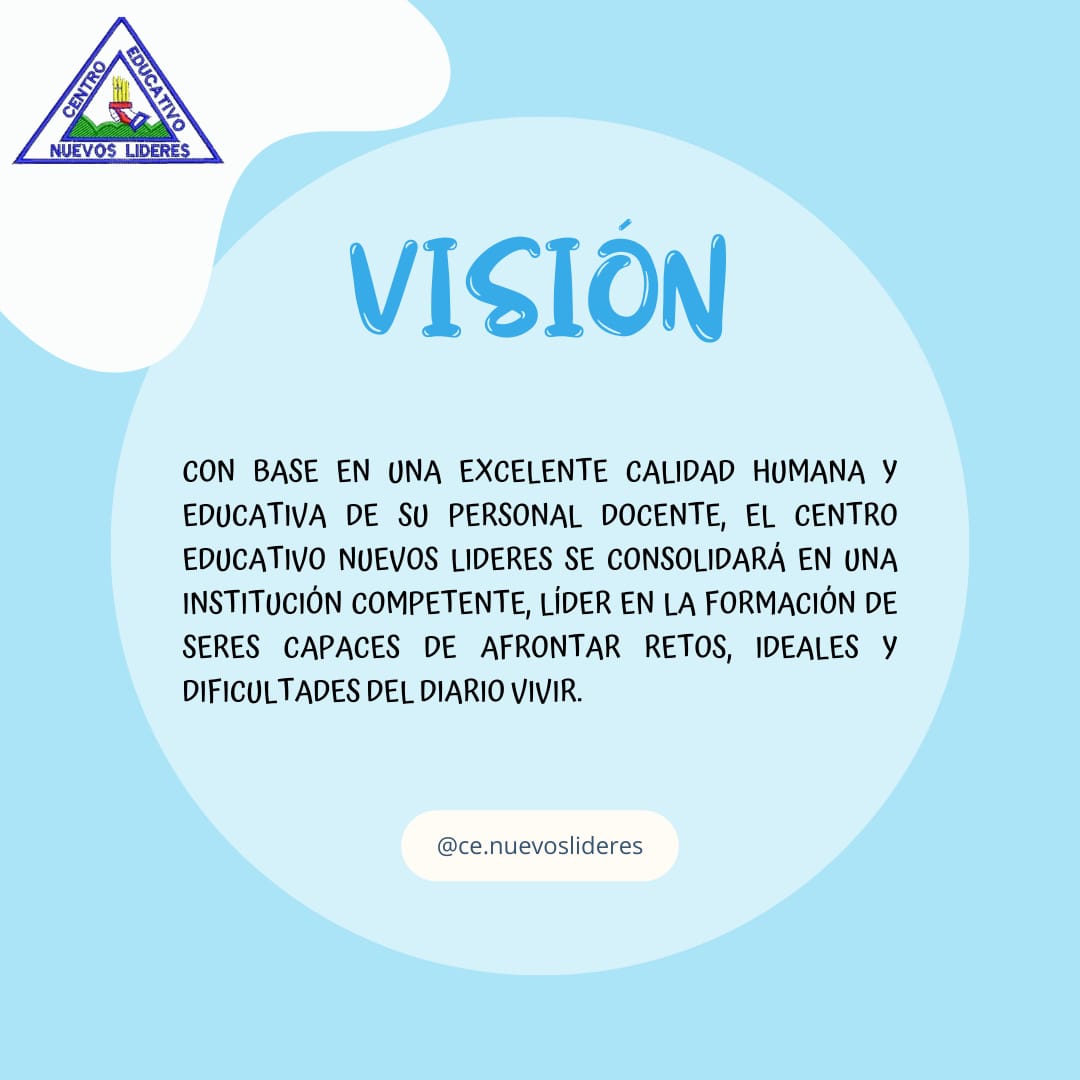 CENTRO
EDUCATIVO
NUEVOS LIDERES
VISIÓN
CON BASE EN UNA EXCELENTE CALIDAD HUMANA Y
EDUCATIVA DE SU PERSONAL DOCENTE, EL CENTRO
EDUCATIVO NUEVOS LIDERES SE CONSOLIDARÁ EN UNA
INSTITUCIÓN COMPETENTE, LÍDER EN LA FORMACIÓN DE
SERES CAPACES DE AFRONTAR RETOS, IDEALES Y
DIFICULTADES DEL DIARIO VIVIR.
@ce.nuevoslideres